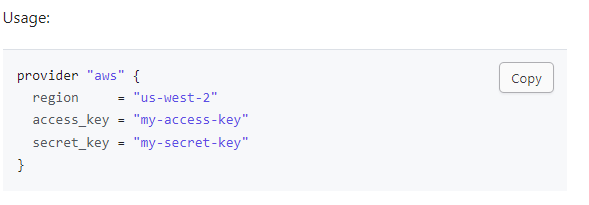 Usage:
provider "aws" {
Copy
  region     = "us-west-2"
  access_key = "my-access-key"
  secret_key = "my-secret-key"
}